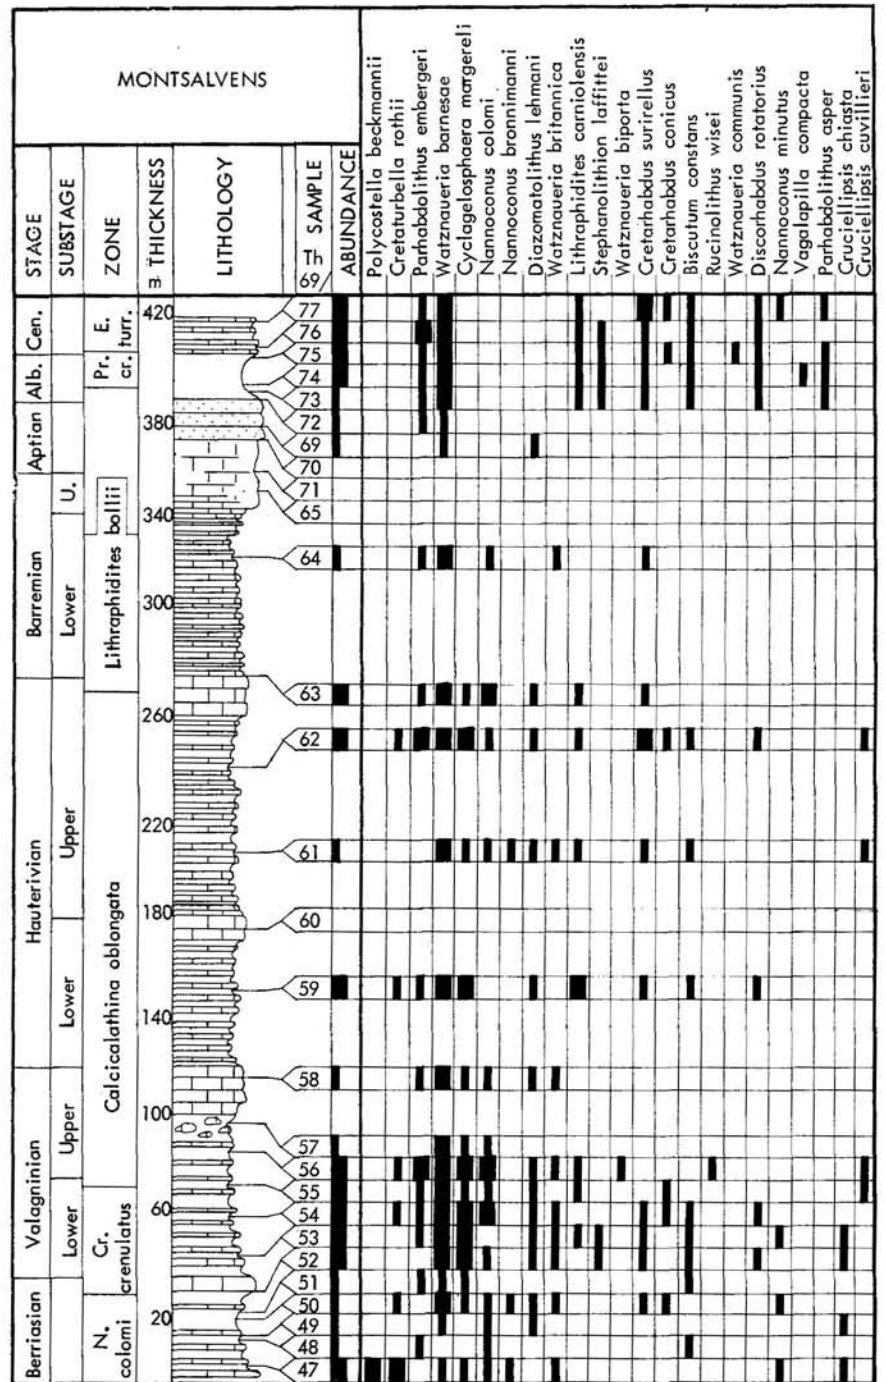 MONTSALVENS
STAGE
SUBSTAGE
ZONE
m THICKNESS
LITHOLOGY
SAMPLE
Th
69/
ABUNDANCE
Polycostella beckmannii
Cretaturbella rothii
Parhabdolithus embergeri
Watznaueria barnesae
Cyclagelosphaera margereli
Nannoconus colomi
Nannoconus bronnimanni
Diazomatolithus lehmani
Watznaueria britannica
Lithraphidites carniolensis
Stephanolithion laffittei
Watznaueria biporta
Cretarhabdus surirellus
Cretarhabdus conicus
Biscutum constans
Rucinolithus wisei
Watznaueria communis
Discorhabdus rotatorius
Nannoconus minutus
Vagalapilla compacta
Parhabdolithus asper
Cruciellipsis chiasta
Cruciellipsis cuvillieri
Cen.
Alb.
Aptian
Barremian
Hauterivian
Valagninian
Berriasian
U.
Lower
Upper
Lower
Upper
Lower
E.
turr.
Pr.
cr.
Lithraphidites bollii
Calcicalathina oblongata
Cr.
crenulatus
N.
colomi
420
380
340
300
260
220
180
140
100
60
20
77
76
75
74
73
72
69
70
71
65
64
63
62
61
60
59
58
57
56
55
54
53
52
51
50
49
48
47